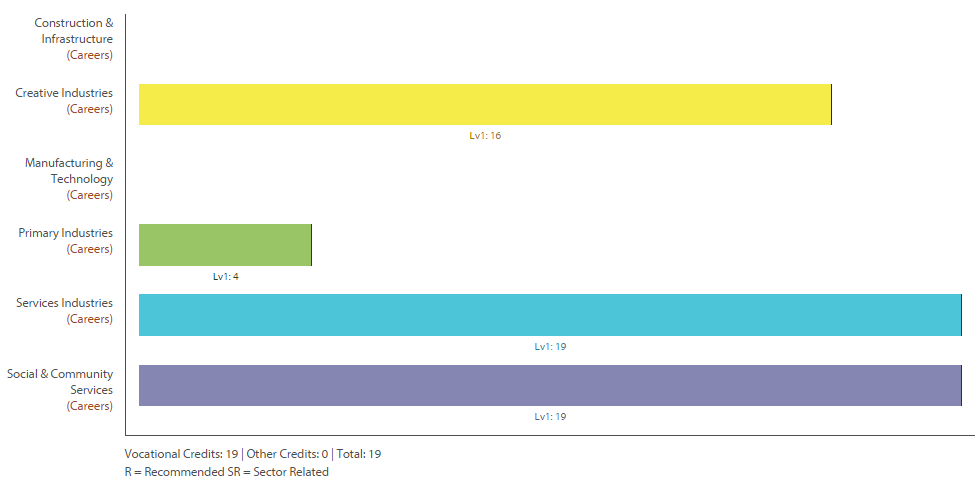 Construction &
Infrastructure
(Careers)
Creative Industries
(Careers)
Lv1: 16
Manufacturing &
Technology
(Careers)
Primary Industries
(Careers)
Lv1: 4
Services Industries
(Careers)
Lv1: 19
Social & Community
Services
(Careers)
Lv1: 19
Vocational Credits: 19 | Other Credits: 0 | Total: 19
R = Recommended SR = Sector Related